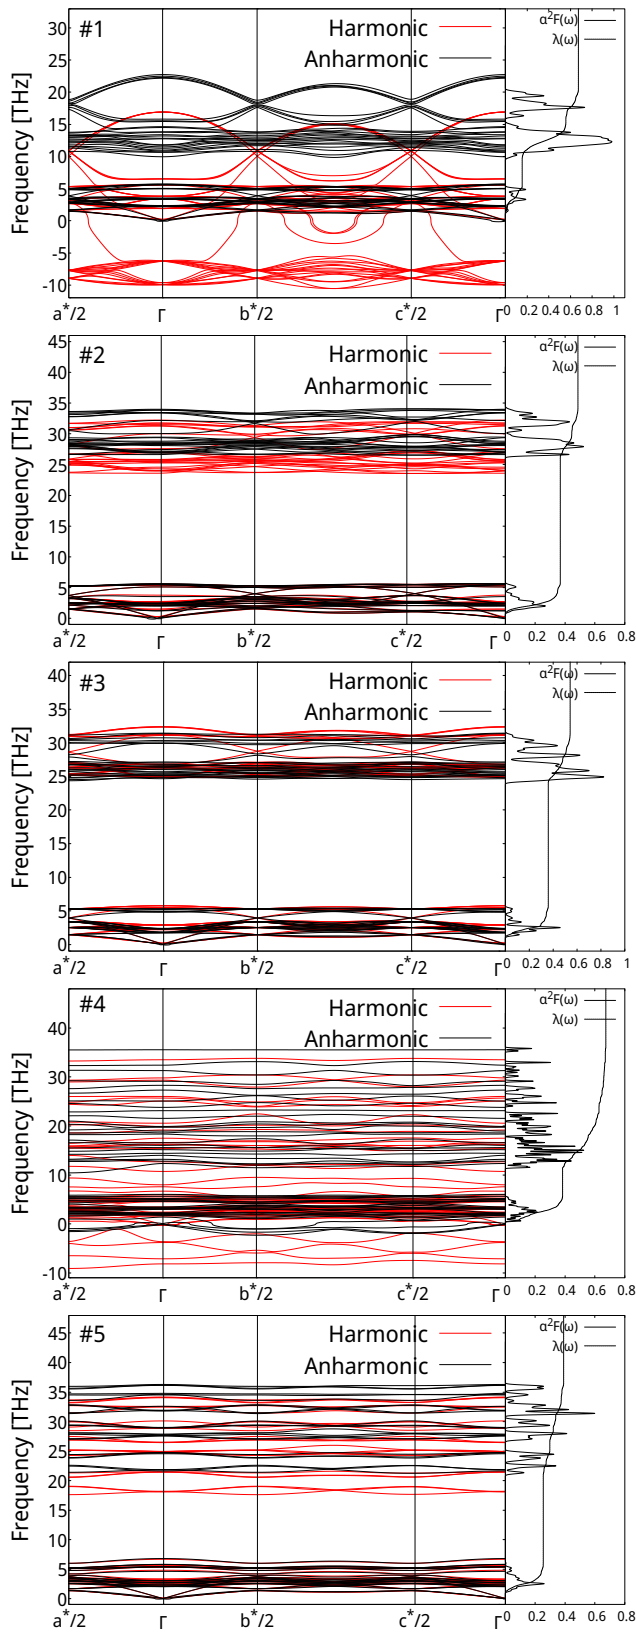 #1
Harmonic
Anharmonic
α²F(ω)
λ(ω)
Frequency [THz]
30
25
20
15
10
5
0
-5
-10
a*/2 Γ b*/2 c*/2 Γ
0 0.2 0.4 0.6 0.8 1
#2
Harmonic
Anharmonic
α²F(ω)
λ(ω)
Frequency [THz]
45
40
35
30
25
20
15
10
5
0
a*/2 Γ b*/2 c*/2 Γ
0 0.2 0.4 0.6 0.8
#3
Harmonic
Anharmonic
α²F(ω)
λ(ω)
Frequency [THz]
40
35
30
25
20
15
10
5
0
a*/2 Γ b*/2 c*/2 Γ
0 0.2 0.4 0.6 0.8 1
#4
Harmonic
Anharmonic
α²F(ω)
λ(ω)
Frequency [THz]
40
30
20
10
0
-10
a*/2 Γ b*/2 c*/2 Γ
0 0.2 0.4 0.6 0.8
#5
Harmonic
Anharmonic
α²F(ω)
λ(ω)
Frequency [THz]
45
40
35
30
25
20
15
10
5
0
a*/2 Γ b*/2 c*/2 Γ
0 0.2 0.4 0.6 0.8